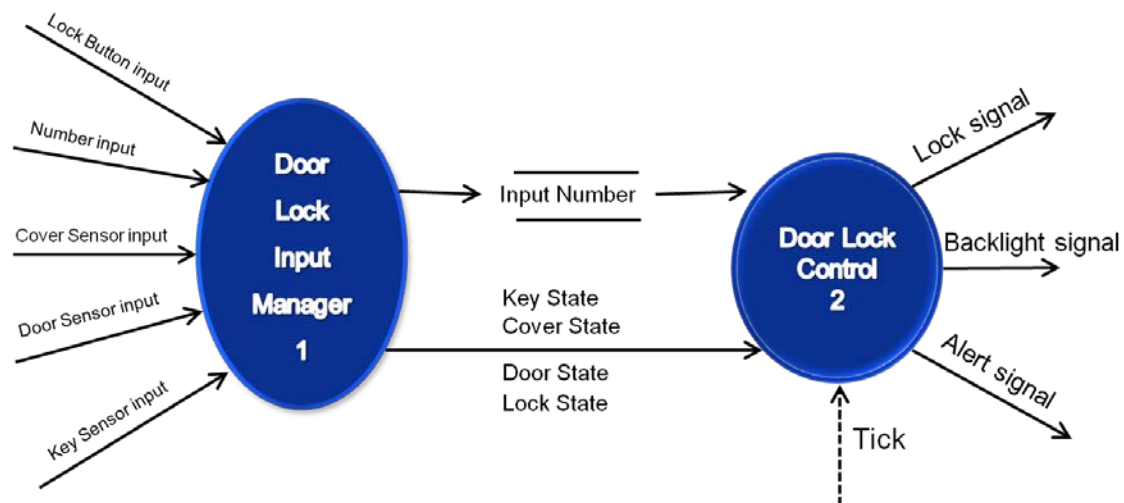 Lock Button input
Number input
Cover Sensor input
Door Sensor input
Key Sensor input
Door
Lock
Input
Manager
1
Input Number
Key State
Cover State
Door State
Lock State
Door Lock
Control
2
Tick
Lock signal
Backlight signal
Alert signal